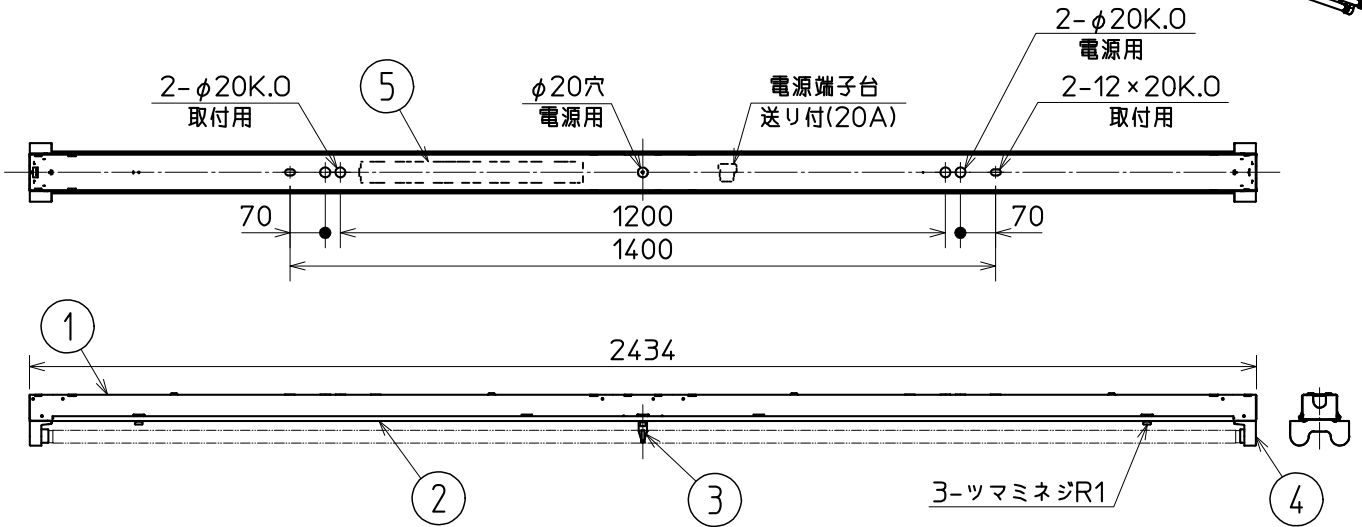 2-φ20K.O
電源用
2-φ20K.O
取付用
5
φ20穴
電源用
電源端子台
送り付(20A)
2-12×20K.O
取付用
70
1200
70
1400
1
2434
2
3
3-ツマミネジR1
4